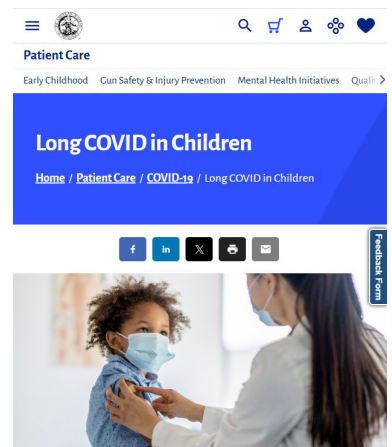 Patient Care
Early Childhood Gun Safety & Injury Prevention Mental Health Initiatives Quali
Long COVID in Children
Home / Patient Care / COVID-19 / Long COVID in Children
Feedback Form